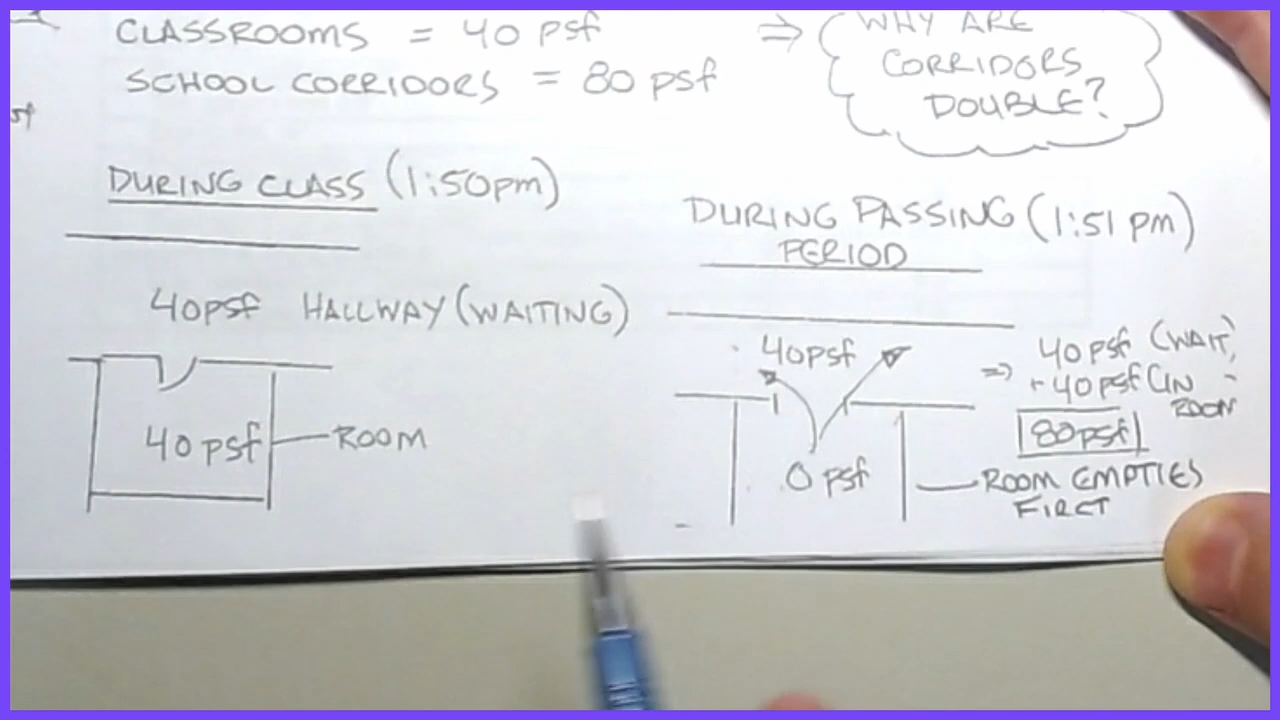 CLASSROOMS = 40 psf
SCHOOL CORRIDORS = 80 psf
⇒ WHY ARE
CORRIDORS
DOUBLE?
DURING CLASS (1:50pm)
40psf HALLWAY (WAITING)
40 psf ROOM
DURING PASSING (1:51 pm)
PERIOD
40psf
0 psf
⇒ 40 psf (WAIT)
+ 40 psf (IN
ROOM
80psf
ROOM EMPTIES
FIRCT